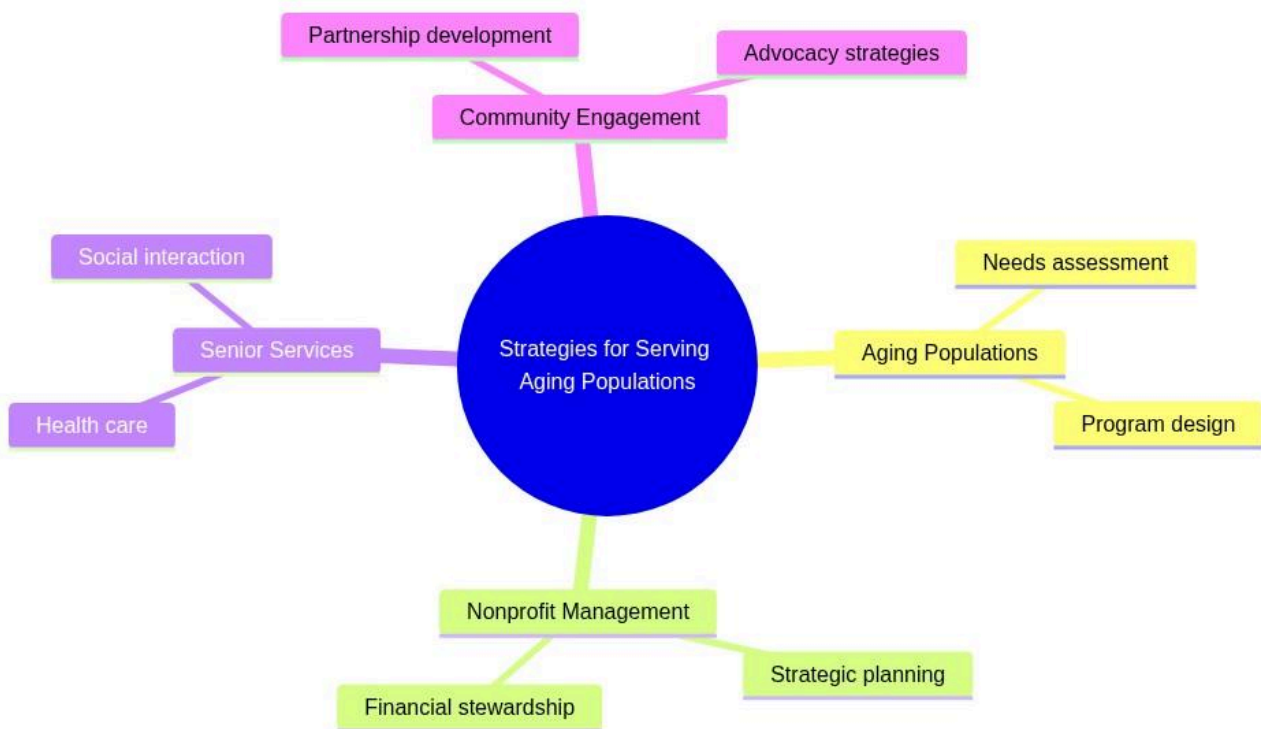 Partnership development
Advocacy strategies
Community Engagement
Social interaction
Senior Services
Health care
Strategies for Serving
Aging Populations
Needs assessment
Aging Populations
Program design
Nonprofit Management
Strategic planning
Financial stewardship